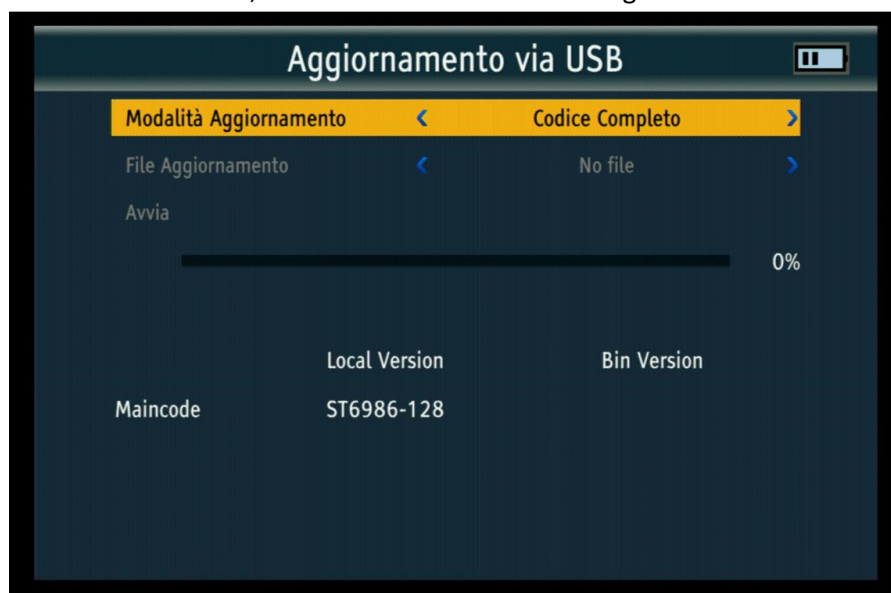 Aggiornamento via USB
Modalità Aggiornamento Codice Completo
File Aggiornamento No file
Avvia
0%
Local Version Bin Version
Maincode ST6986-128